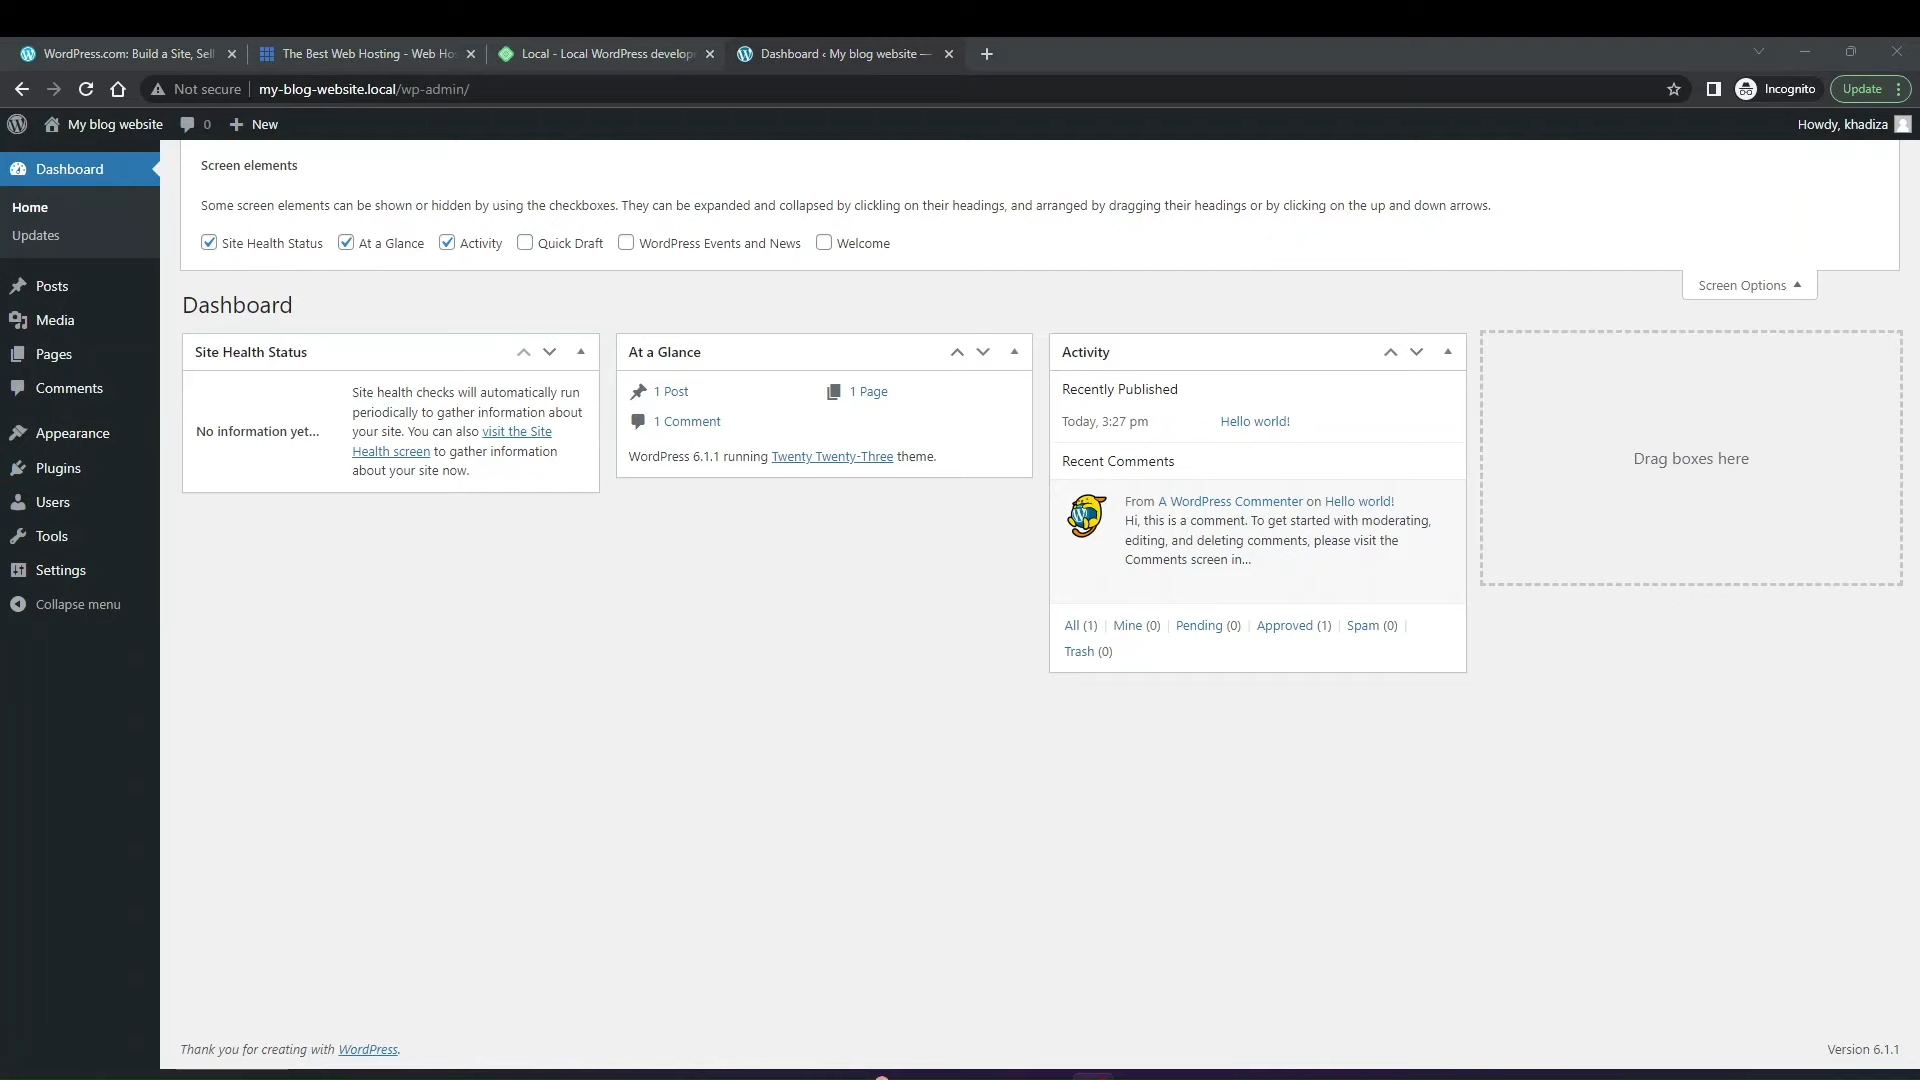 WordPress.com: Build a Site, Sell
The Best Web Hosting - Web Hos
Local - Local WordPress develop
Dashboard ‹ My blog website —
Not secure
my-blog-website.local/wp-admin/
Incognito
Update
My blog website
0
New
Howdy, khadiza
Dashboard
Home
Updates
Posts
Media
Pages
Comments
Appearance
Plugins
Users
Tools
Settings
Collapse menu
Screen elements
Some screen elements can be shown or hidden by using the checkboxes. They can be expanded and collapsed by clickling on their headings, and arranged by dragging their headings or by clicking on the up and down arrows.
Site Health Status
At a Glance
Activity
Quick Draft
WordPress Events and News
Welcome
Screen Options
Dashboard
Site Health Status
No information yet...
Site health checks will automatically run
periodically to gather information about
your site. You can also visit the Site
Health screen to gather information
about your site now.
At a Glance
1 Post
1 Page
1 Comment
WordPress 6.1.1 running Twenty Twenty-Three theme.
Activity
Recently Published
Today, 3:27 pm
Hello world!
Recent Comments
From A WordPress Commenter on Hello world!
Hi, this is a comment. To get started with moderating,
editing, and deleting comments, please visit the
Comments screen in...
All (1) | Mine (0) | Pending (0) | Approved (1) | Spam (0) |
Trash (0)
Drag boxes here
Thank you for creating with WordPress.
Version 6.1.1